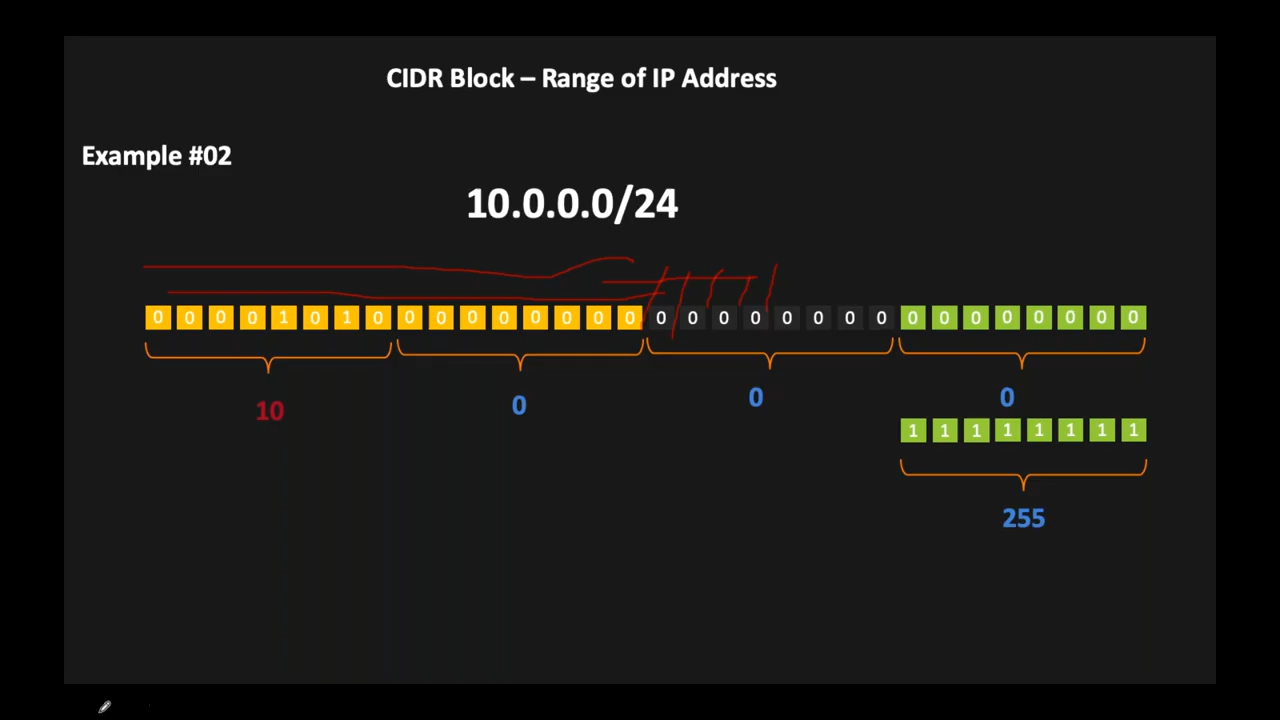 CIDR Block – Range of IP Address
Example #02
10.0.0.0/24
0 0 0 0 1 0 1 0 0 0 0 0 0 0 0 0 0 0 0 0 0 0 0 0 0 0 0 0 0 0 0 0
10 0 0 0
1 1 1 1 1 1 1 1
255